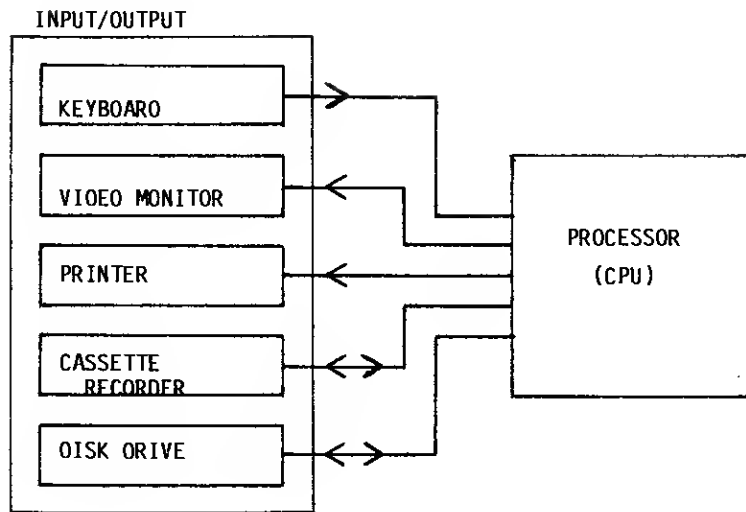 INPUT/OUTPUT
KEYBOARO
VIOEO MONITOR
PRINTER
CASSETTE
RECORDER
OISK ORIVE
PROCESSOR
(CPU)